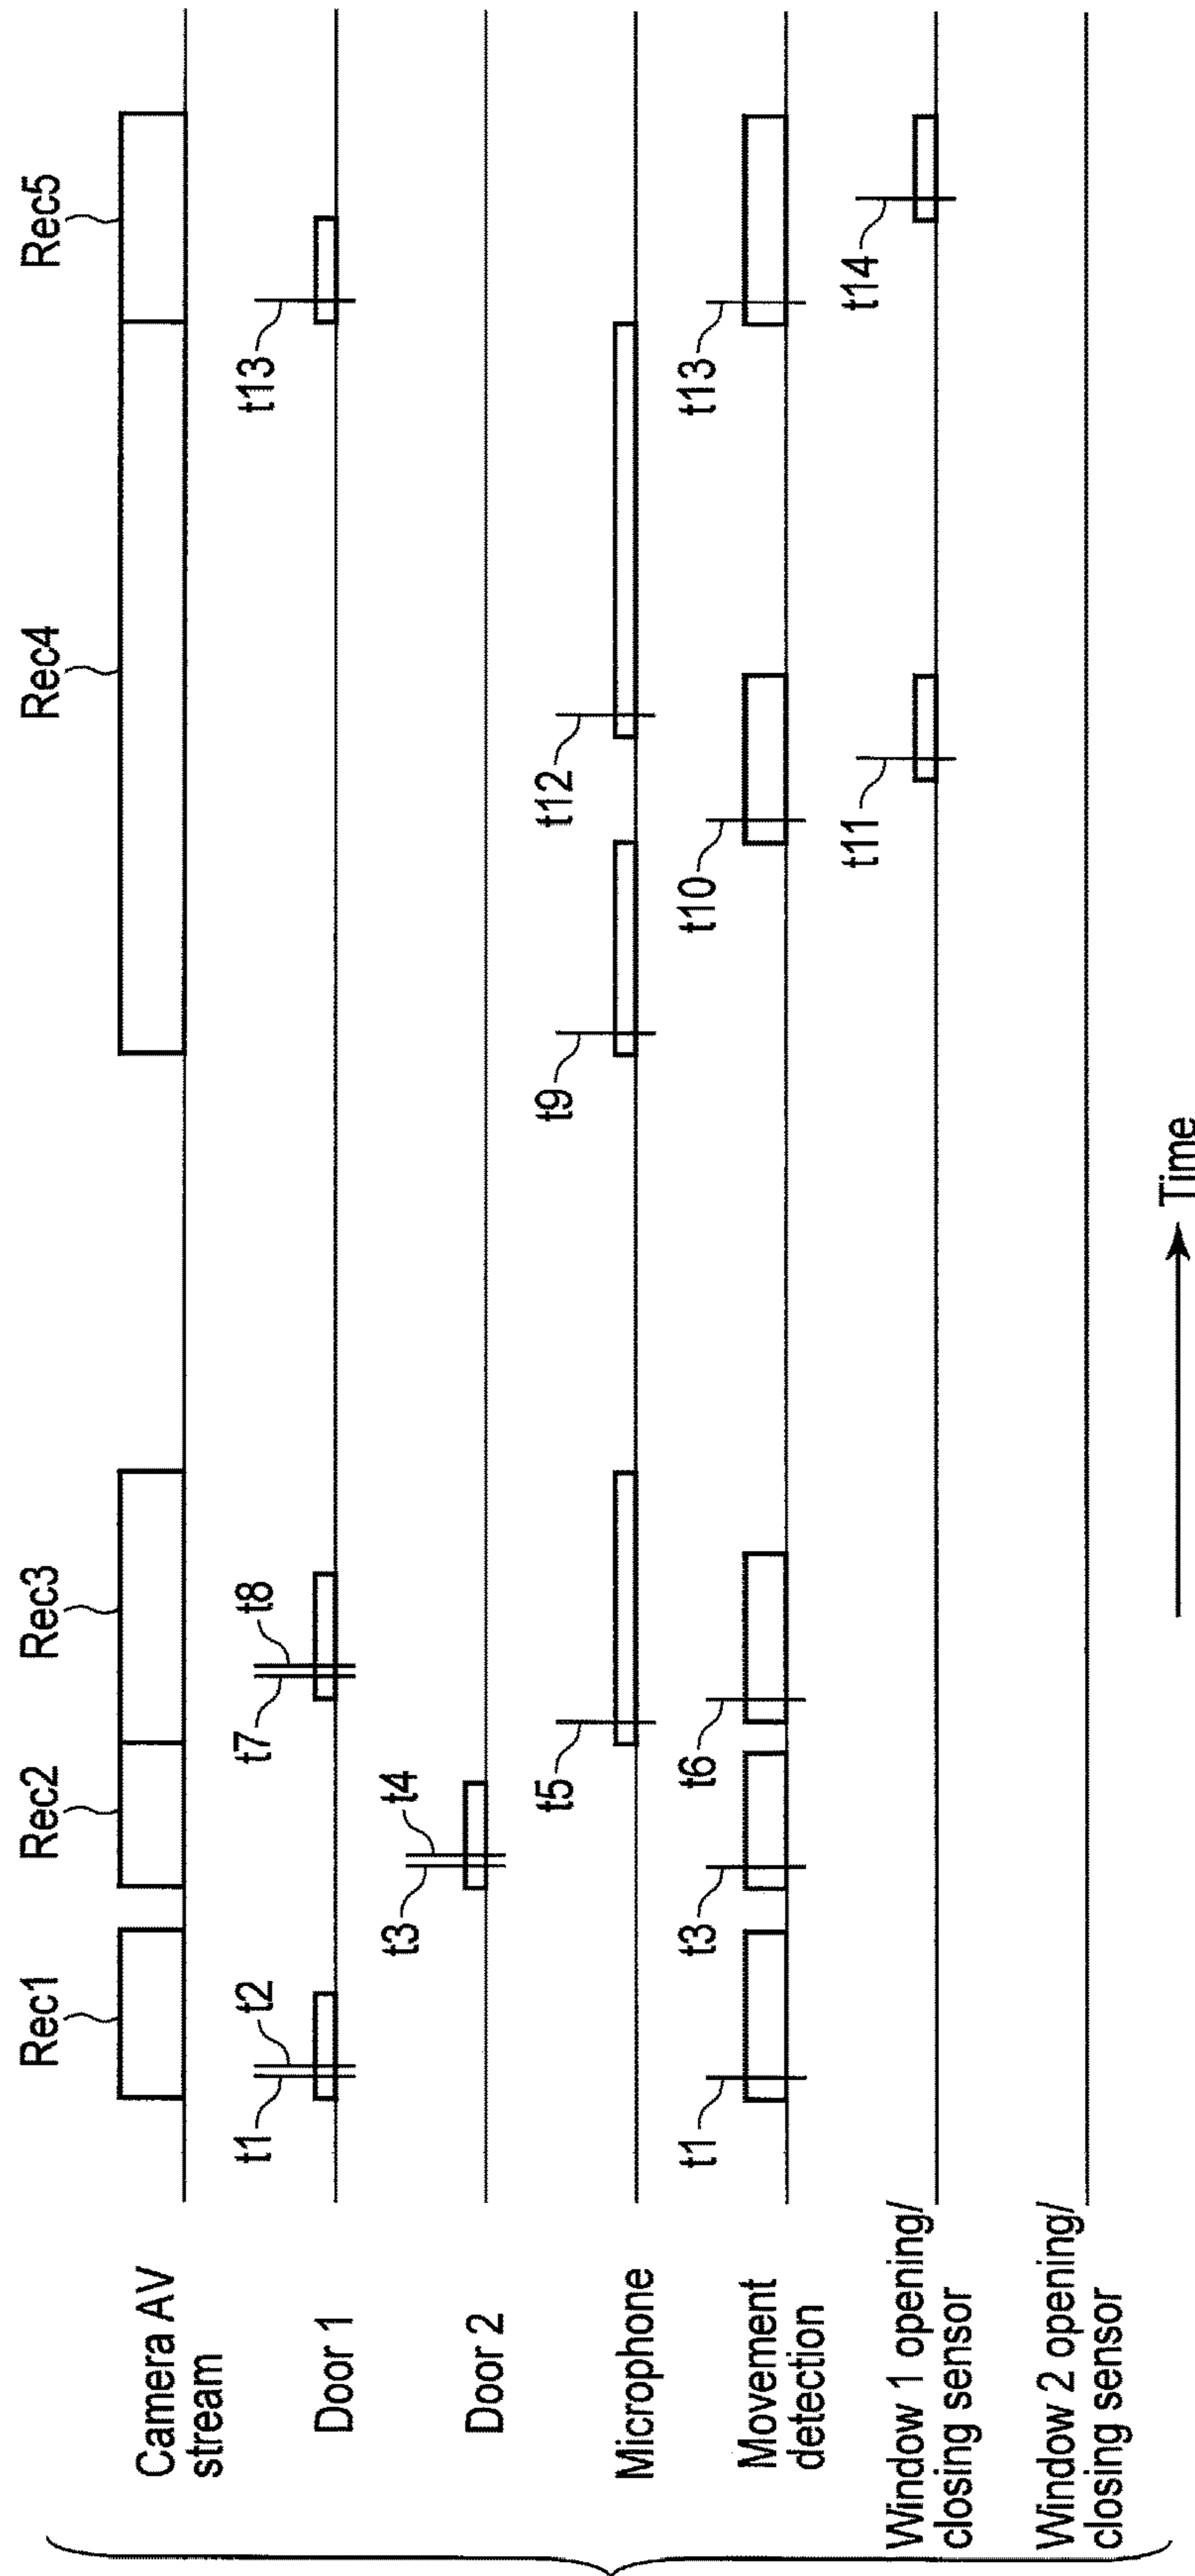 Rec1
Rec2
Rec3
Rec4
Rec5
Camera AV
stream
t1
t2
t7
t8
t13
Door 1
t3
t4
Door 2
t5
t9
t12
Microphone
t1
t3
t6
t10
t13
Movement
detection
t11
t14
Window 1 opening/
closing sensor
Window 2 opening/
closing sensor
Time